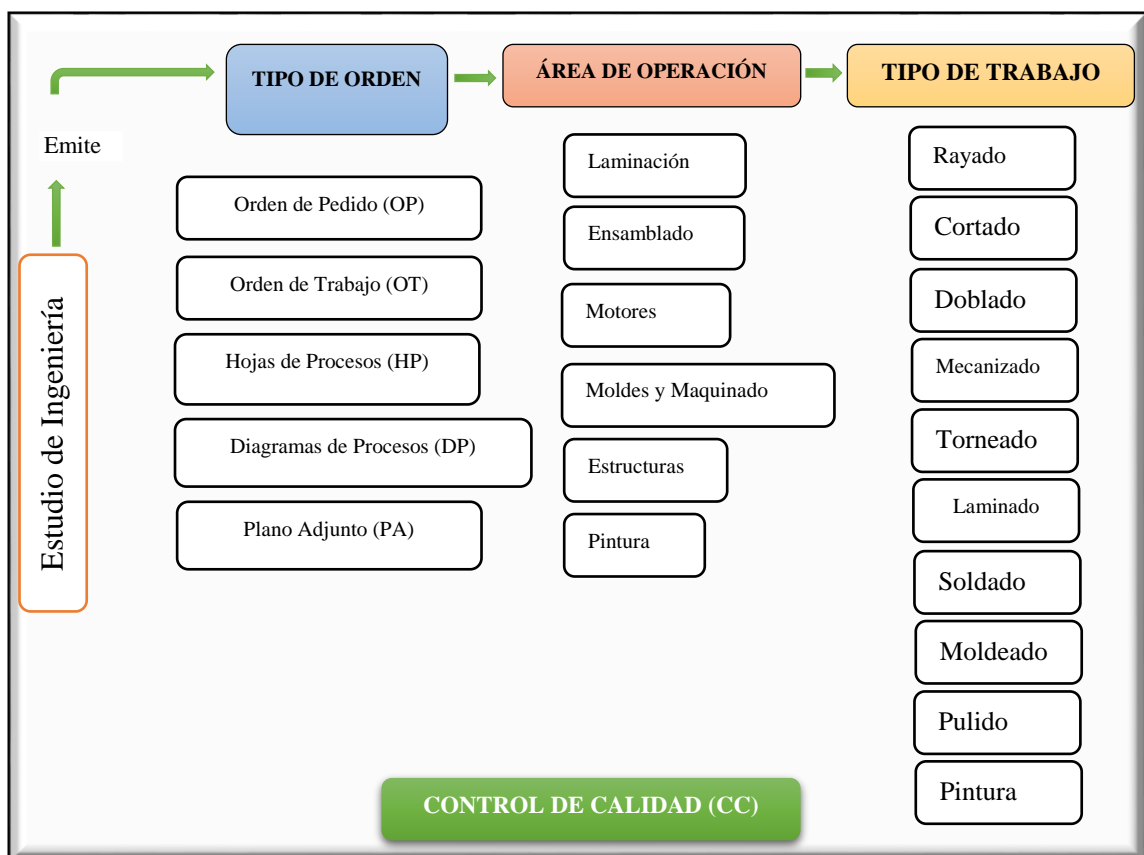 TIPO DE ORDEN
ÁREA DE OPERACIÓN
TIPO DE TRABAJO
Emite
Estudio de Ingeniería
Orden de Pedido (OP)
Orden de Trabajo (OT)
Hojas de Procesos (HP)
Diagramas de Procesos (DP)
Plano Adjunto (PA)
Laminación
Ensamblado
Motores
Moldes y Maquinado
Estructuras
Pintura
Rayado
Cortado
Doblado
Mecanizado
Torneado
Laminado
Soldado
Moldeado
Pulido
Pintura
CONTROL DE CALIDAD (CC)